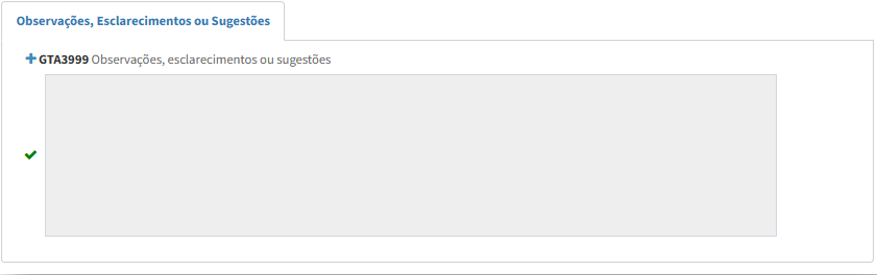 Observações, Esclarecimentos ou Sugestões
GTA3999 Observações, esclarecimentos ou sugestões